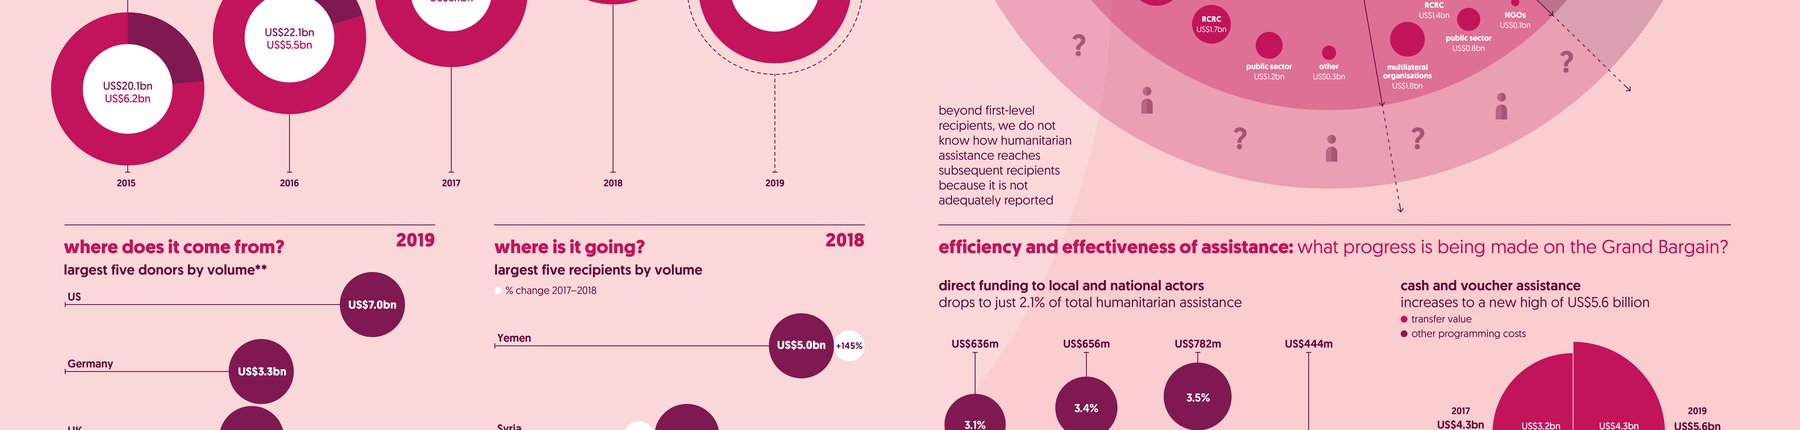 US$20.1bn
US$6.2bn
US$22.1bn
US$5.5bn
2015
2016
2017
2018
2019
RCRC
US$1.7bn
public sector
US$1.2bn
other
US$0.3bn
multilateral
organisations
US$1.8bn
RCRC
US$1.4bn
public sector
US$0.8bn
NGOs
US$0.1bn
?
?
?
?
beyond first-level
recipients, we do not
know how humanitarian
assistance reaches
subsequent recipients
because it is not
adequately reported
where does it come from?
2019
largest five donors by volume**
US
US$7.0bn
Germany
US$3.3bn
UK
where is it going?
2018
largest five recipients by volume
% change 2017–2018
Yemen
US$5.0bn
+145%
Syria
efficiency and effectiveness of assistance: what progress is being made on the Grand Bargain?
direct funding to local and national actors
drops to just 2.1% of total humanitarian assistance
US$636m
US$656m
US$782m
US$444m
3.1%
3.4%
3.5%
cash and voucher assistance
increases to a new high of US$5.6 billion
transfer value
other programming costs
2017
US$4.3bn
US$3.2bn
US$4.3bn
2019
US$5.6bn